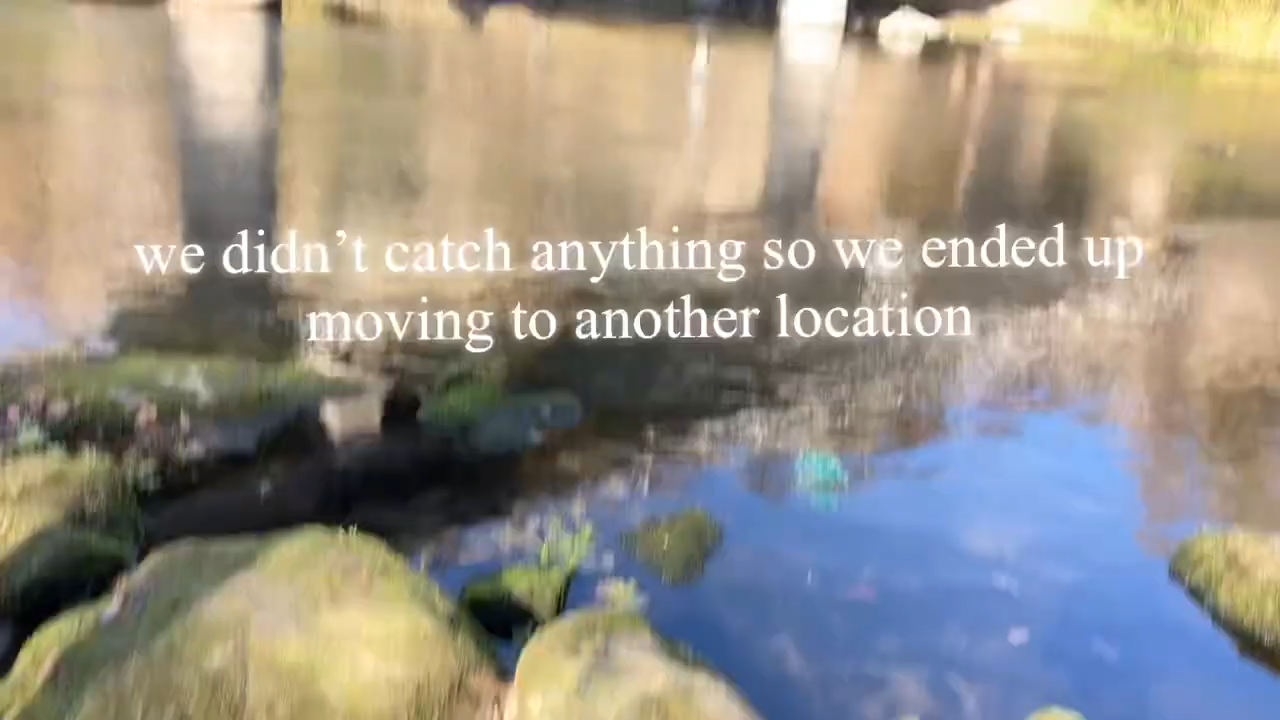 we didn’t catch anything so we ended up
moving to another location